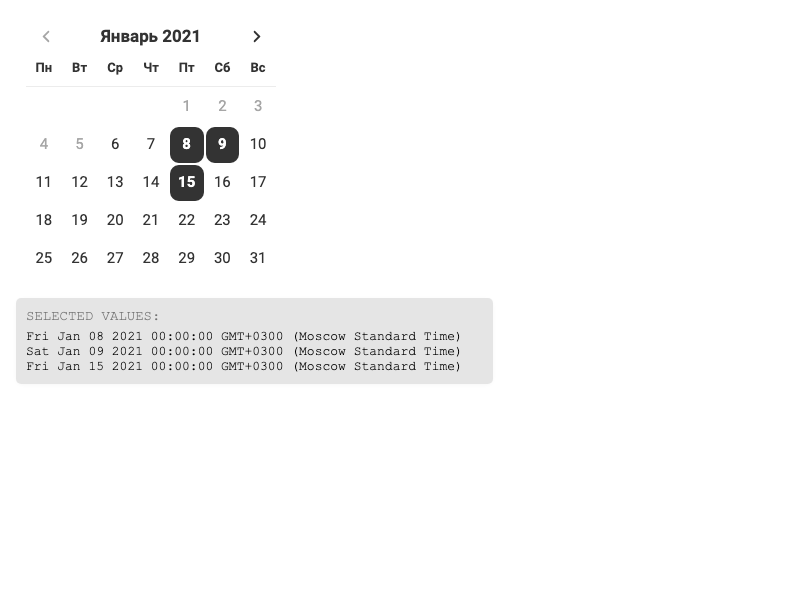 Январь 2021
Пн Вт Ср Чт Пт Сб Вс
1 2 3
4 5 6 7 8 9 10
11 12 13 14 15 16 17
18 19 20 21 22 23 24
25 26 27 28 29 30 31
SELECTED VALUES:
Fri Jan 08 2021 00:00:00 GMT+0300 (Moscow Standard Time)
Sat Jan 09 2021 00:00:00 GMT+0300 (Moscow Standard Time)
Fri Jan 15 2021 00:00:00 GMT+0300 (Moscow Standard Time)